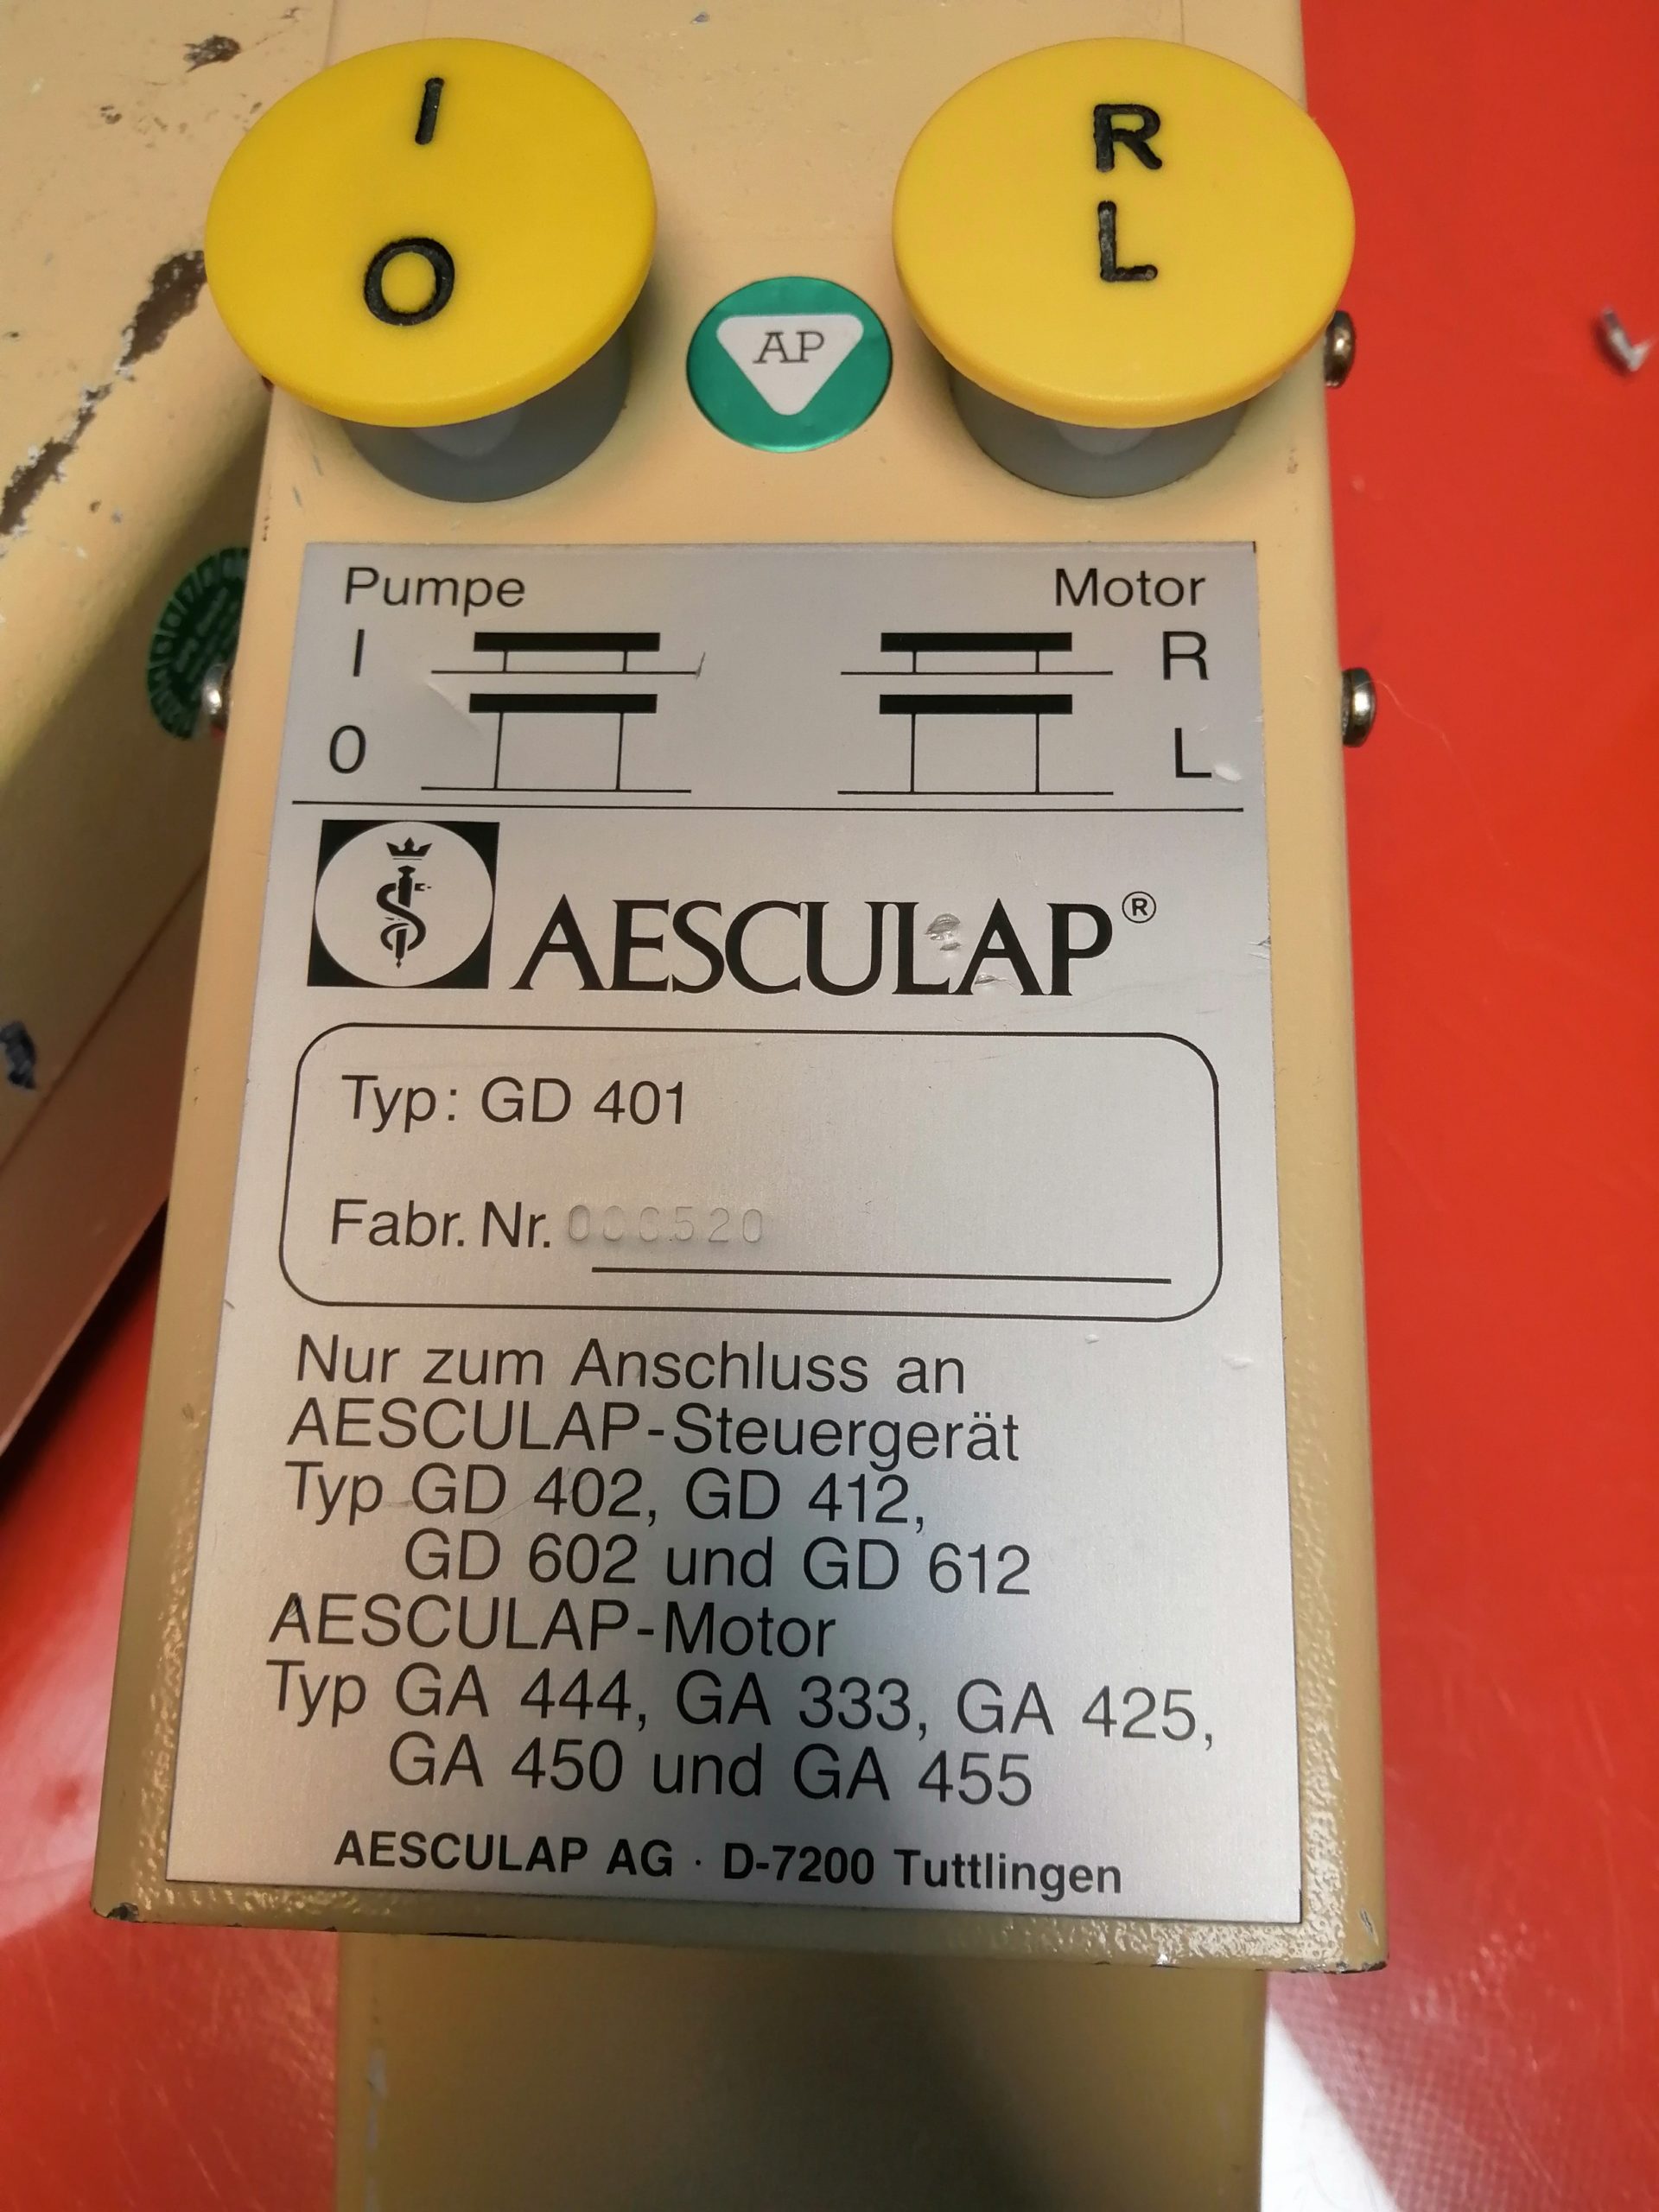 I
O
R
L
AP
Pumpe Motor
I R
0 L
AESCULAP®
Typ: GD 401
Fabr. Nr.
Nur zum Anschluss an
AESCULAP-Steuergerät
Typ GD 402, GD 412,
GD 602 und GD 612
AESCULAP-Motor
Typ GA 444, GA 333, GA 425,
GA 450 und GA 455
AESCULAP AG · D-7200 Tuttlingen